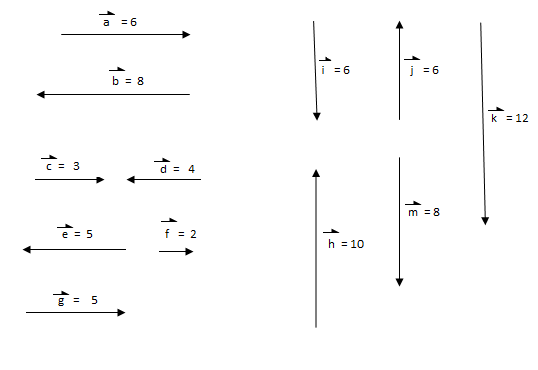 a = 6
b = 8
c = 3
d = 4
e = 5
f = 2
g = 5
i = 6
j = 6
k = 12
m = 8
h = 10